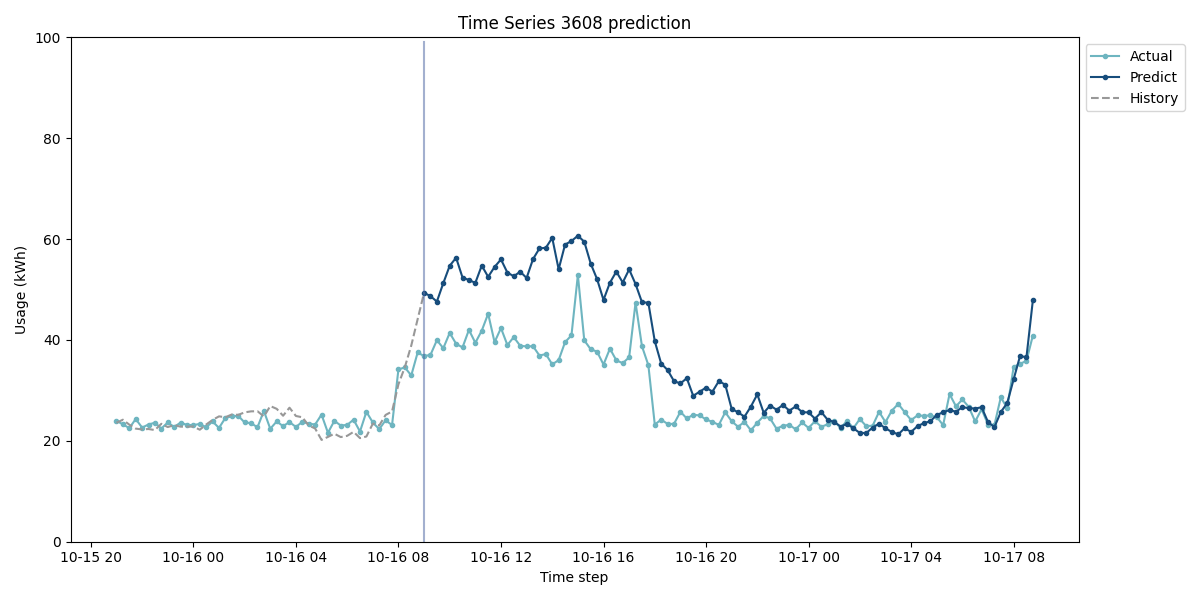 Time Series 3608 prediction
Usage (kWh)
100
80
60
40
20
0
10-15 20
10-16 00
10-16 04
10-16 08
10-16 12
10-16 16
10-16 20
10-17 00
10-17 04
10-17 08
Time step
Actual
Predict
History